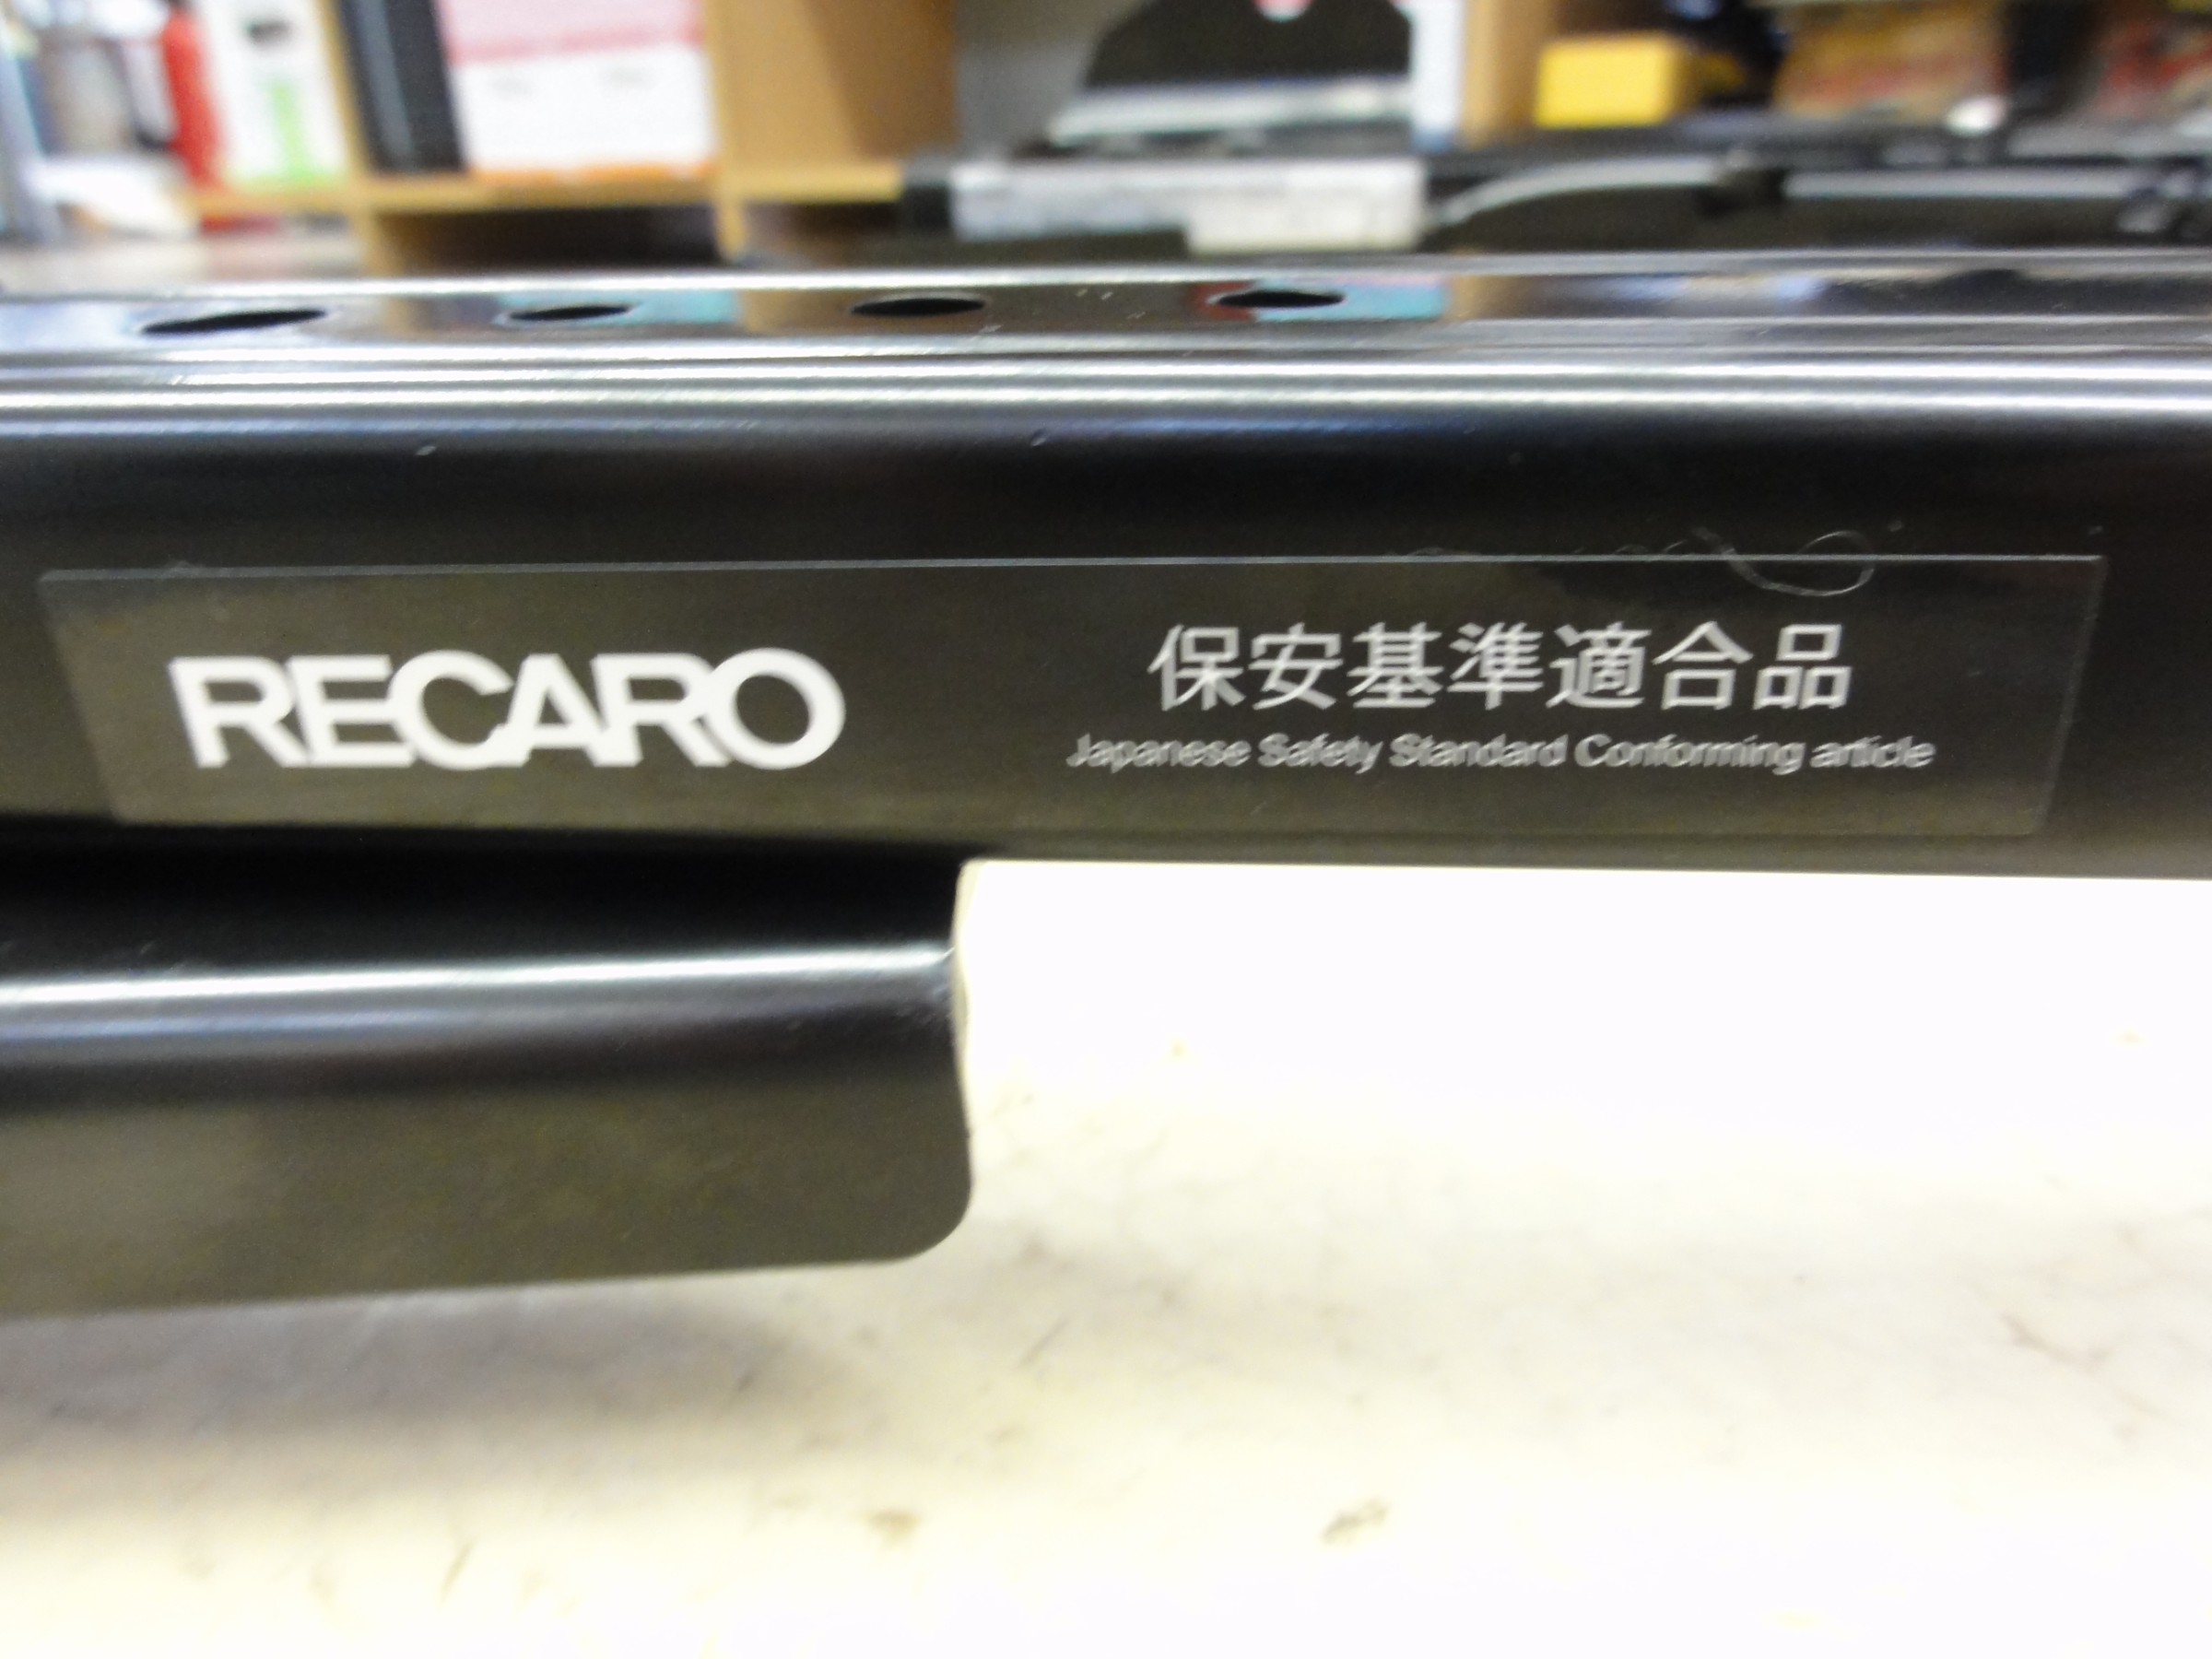 RECARO
保安基準適合品
Japanese Safety Standard Conforming article